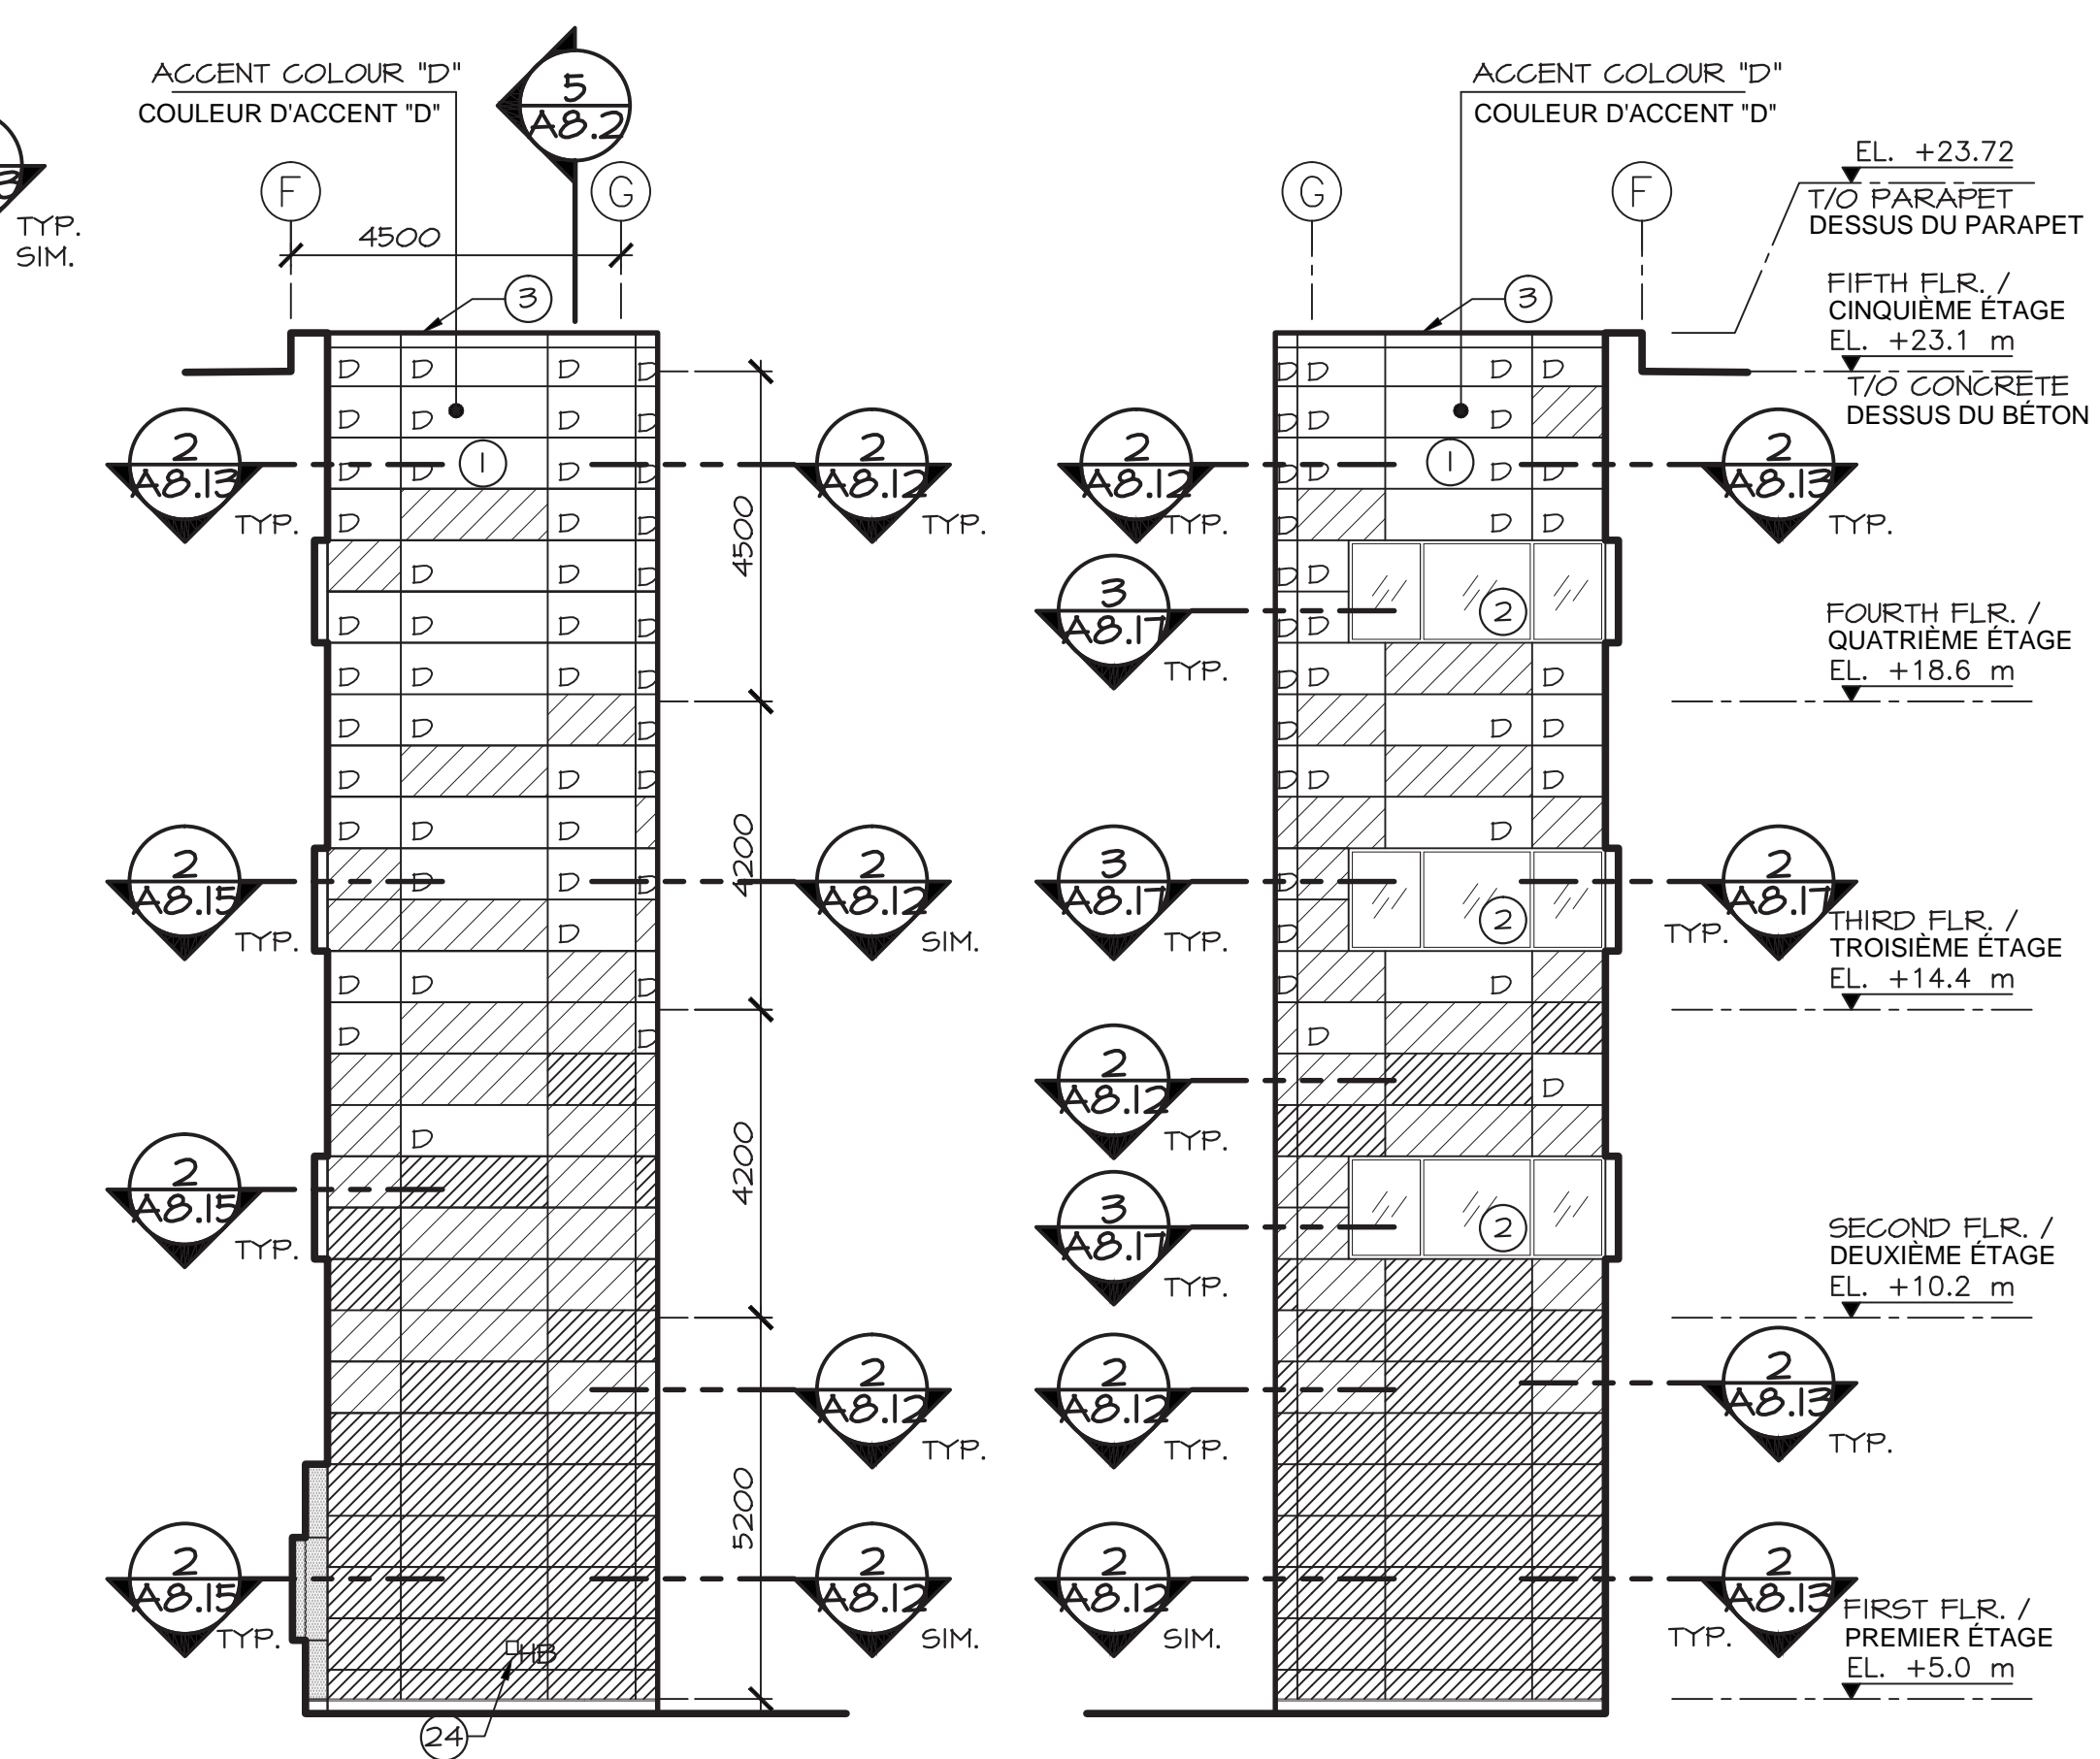 ACCENT COLOUR "D"
COULEUR D'ACCENT "D"
5
A8.2
TYP.
SIM.
F
G
4500
3
ACCENT COLOUR "D"
COULEUR D'ACCENT "D"
G
F
3
EL. +23.72
T/O PARAPET
DESSUS DU PARAPET
FIFTH FLR. /
CINQUIÈME ÉTAGE
EL. +23.1 m
T/O CONCRETE
DESSUS DU BÉTON
D D D D
D D D D
D D D D
D D D
D D D
D D D D
D D D D
D D D
D D D
D D D
D D D
D
D D D
D D
D
1
2
A8.13
TYP.
2
A8.12
TYP.
2
A8.15
TYP.
2
A8.12
SIM.
2
A8.15
TYP.
2
A8.12
TYP.
2
A8.15
TYP.
2
A8.12
SIM.
4500
4200
4200
5200
HB
24
D D D D
D D D
D D D D
D D D
D D
D D
D D D
D D D
D D D
D
D
D D
D
D
1
2
2
2
2
A8.12
TYP.
2
A8.13
TYP.
3
A8.17
TYP.
3
A8.17
TYP.
2
A8.17
TYP.
2
A8.12
TYP.
3
A8.17
TYP.
2
A8.12
TYP.
2
A8.13
TYP.
2
A8.12
SIM.
2
A8.13
TYP.
FOURTH FLR. /
QUATRIÈME ÉTAGE
EL. +18.6 m
THIRD FLR. /
TROISIÈME ÉTAGE
EL. +14.4 m
SECOND FLR. /
DEUXIÈME ÉTAGE
EL. +10.2 m
FIRST FLR. /
PREMIER ÉTAGE
EL. +5.0 m